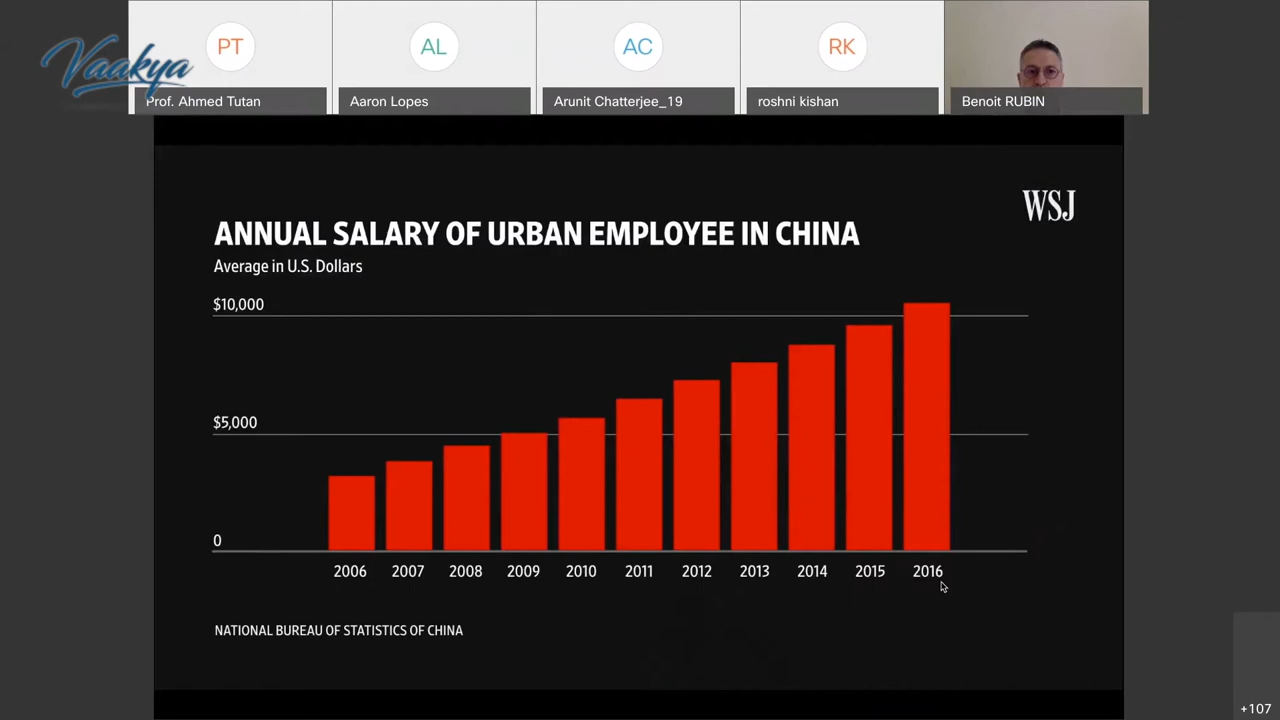 Vaakya
PT
AL
AC
RK
Prof. Ahmed Tutan
Aaron Lopes
Arunit Chatterjee_19
roshni kishan
Benoit RUBIN
WSJ
ANNUAL SALARY OF URBAN EMPLOYEE IN CHINA
Average in U.S. Dollars
$10,000
$5,000
0
2006 2007 2008 2009 2010 2011 2012 2013 2014 2015 2016
NATIONAL BUREAU OF STATISTICS OF CHINA
+107